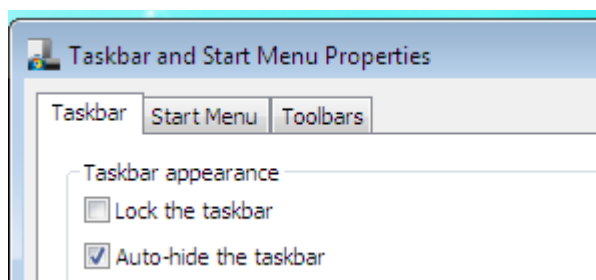 Taskbar and Start Menu Properties
Taskbar Start Menu Toolbars
Taskbar appearance
Lock the taskbar
Auto-hide the taskbar